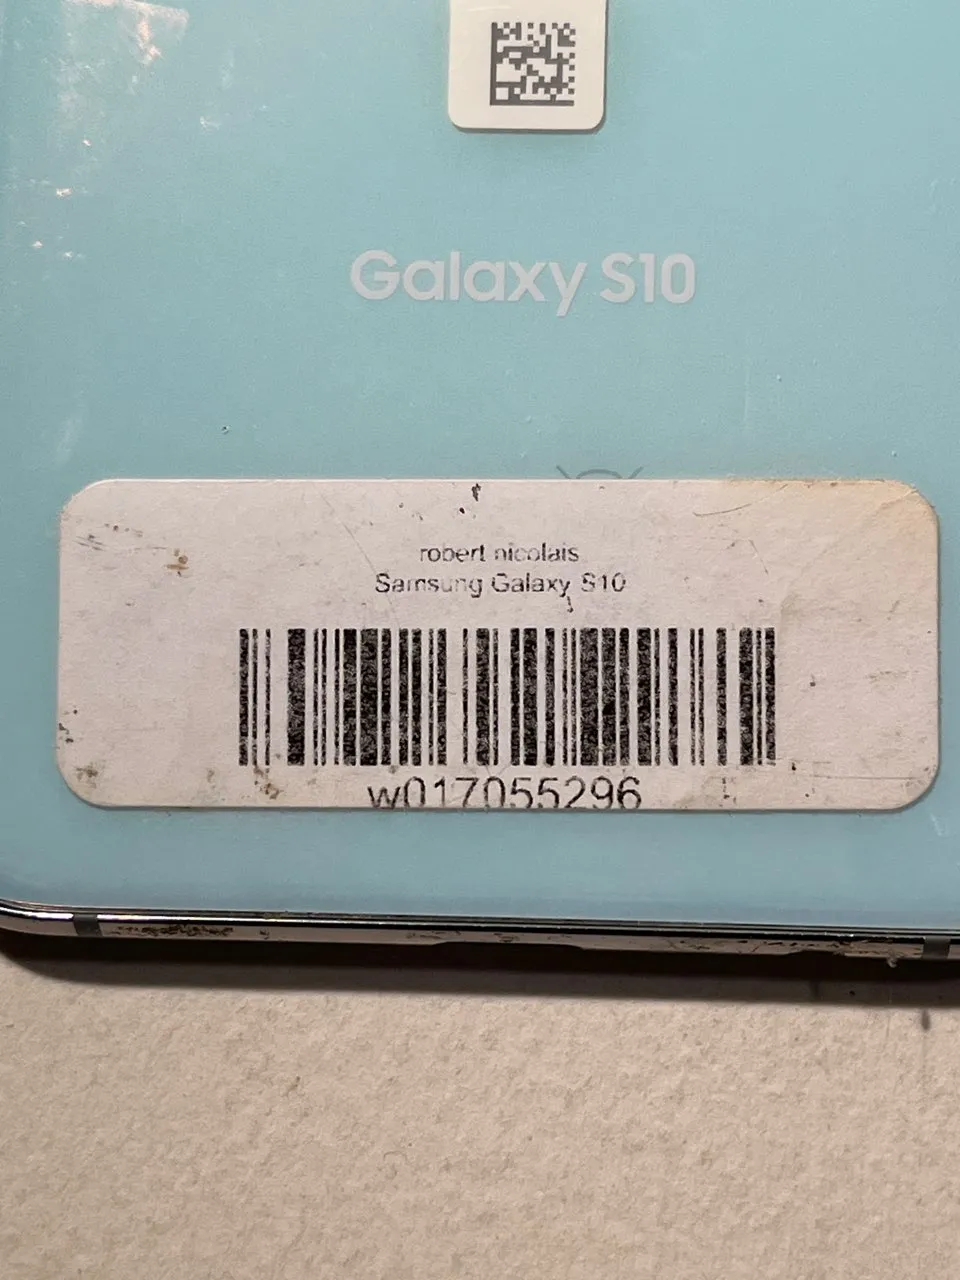 Galaxy S10
robert nicolais
Samsung Galaxy S10
w017055296